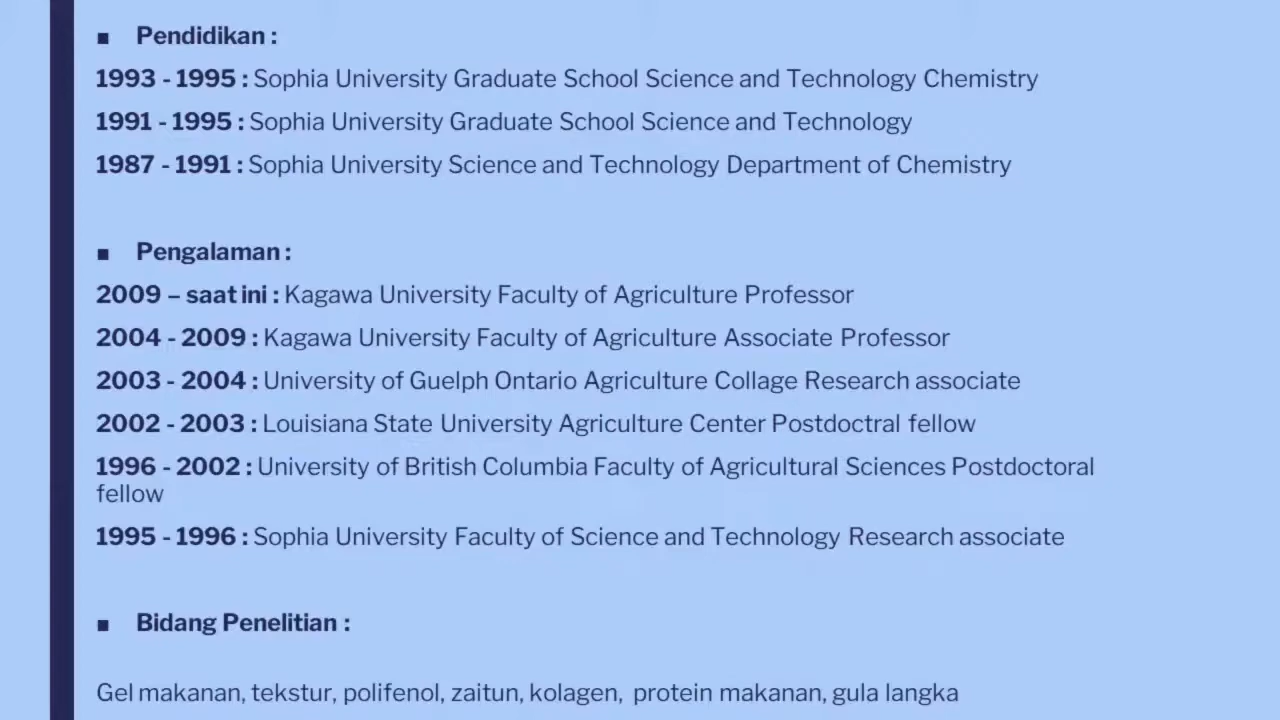 ▪ Pendidikan :
1993 - 1995 : Sophia University Graduate School Science and Technology Chemistry
1991 - 1995 : Sophia University Graduate School Science and Technology
1987 - 1991 : Sophia University Science and Technology Department of Chemistry
▪ Pengalaman :
2009 – saat ini : Kagawa University Faculty of Agriculture Professor
2004 - 2009 : Kagawa University Faculty of Agriculture Associate Professor
2003 - 2004 : University of Guelph Ontario Agriculture Collage Research associate
2002 - 2003 : Louisiana State University Agriculture Center Postdoctral fellow
1996 - 2002 : University of British Columbia Faculty of Agricultural Sciences Postdoctoral
fellow
1995 - 1996 : Sophia University Faculty of Science and Technology Research associate
▪ Bidang Penelitian :
Gel makanan, tekstur, polifenol, zaitun, kolagen, protein makanan, gula langka